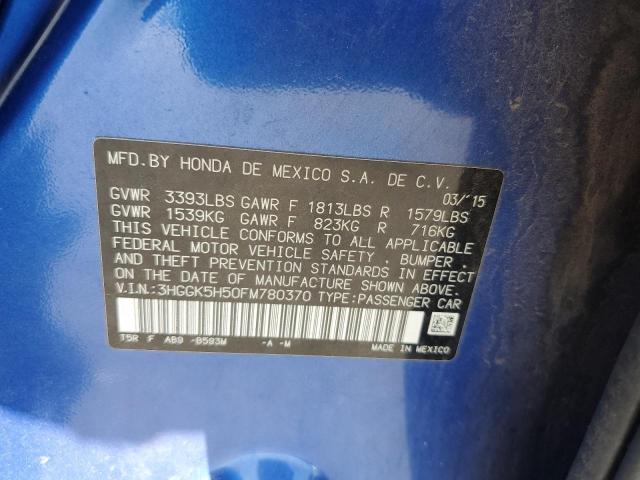 MFD. BY HONDA DE MEXICO S.A. DE C.V.
03/'15
GVWR 3393LBS GAWR F 1813LBS R 1579LBS
GVWR 1539KG GAWR F 823KG R 716KG
THIS VEHICLE CONFORMS TO ALL APPLICABLE
FEDERAL MOTOR VEHICLE SAFETY, BUMPER,
AND THEFT PREVENTION STANDARDS IN EFFECT
ON THE DATE OF MANUFACTURE SHOWN ABOVE.
V.I.N.:3HGGK5H50FM780370 TYPE:PASSENGER CAR
T5R F AB9 -B593M -A -M
MADE IN MEXICO